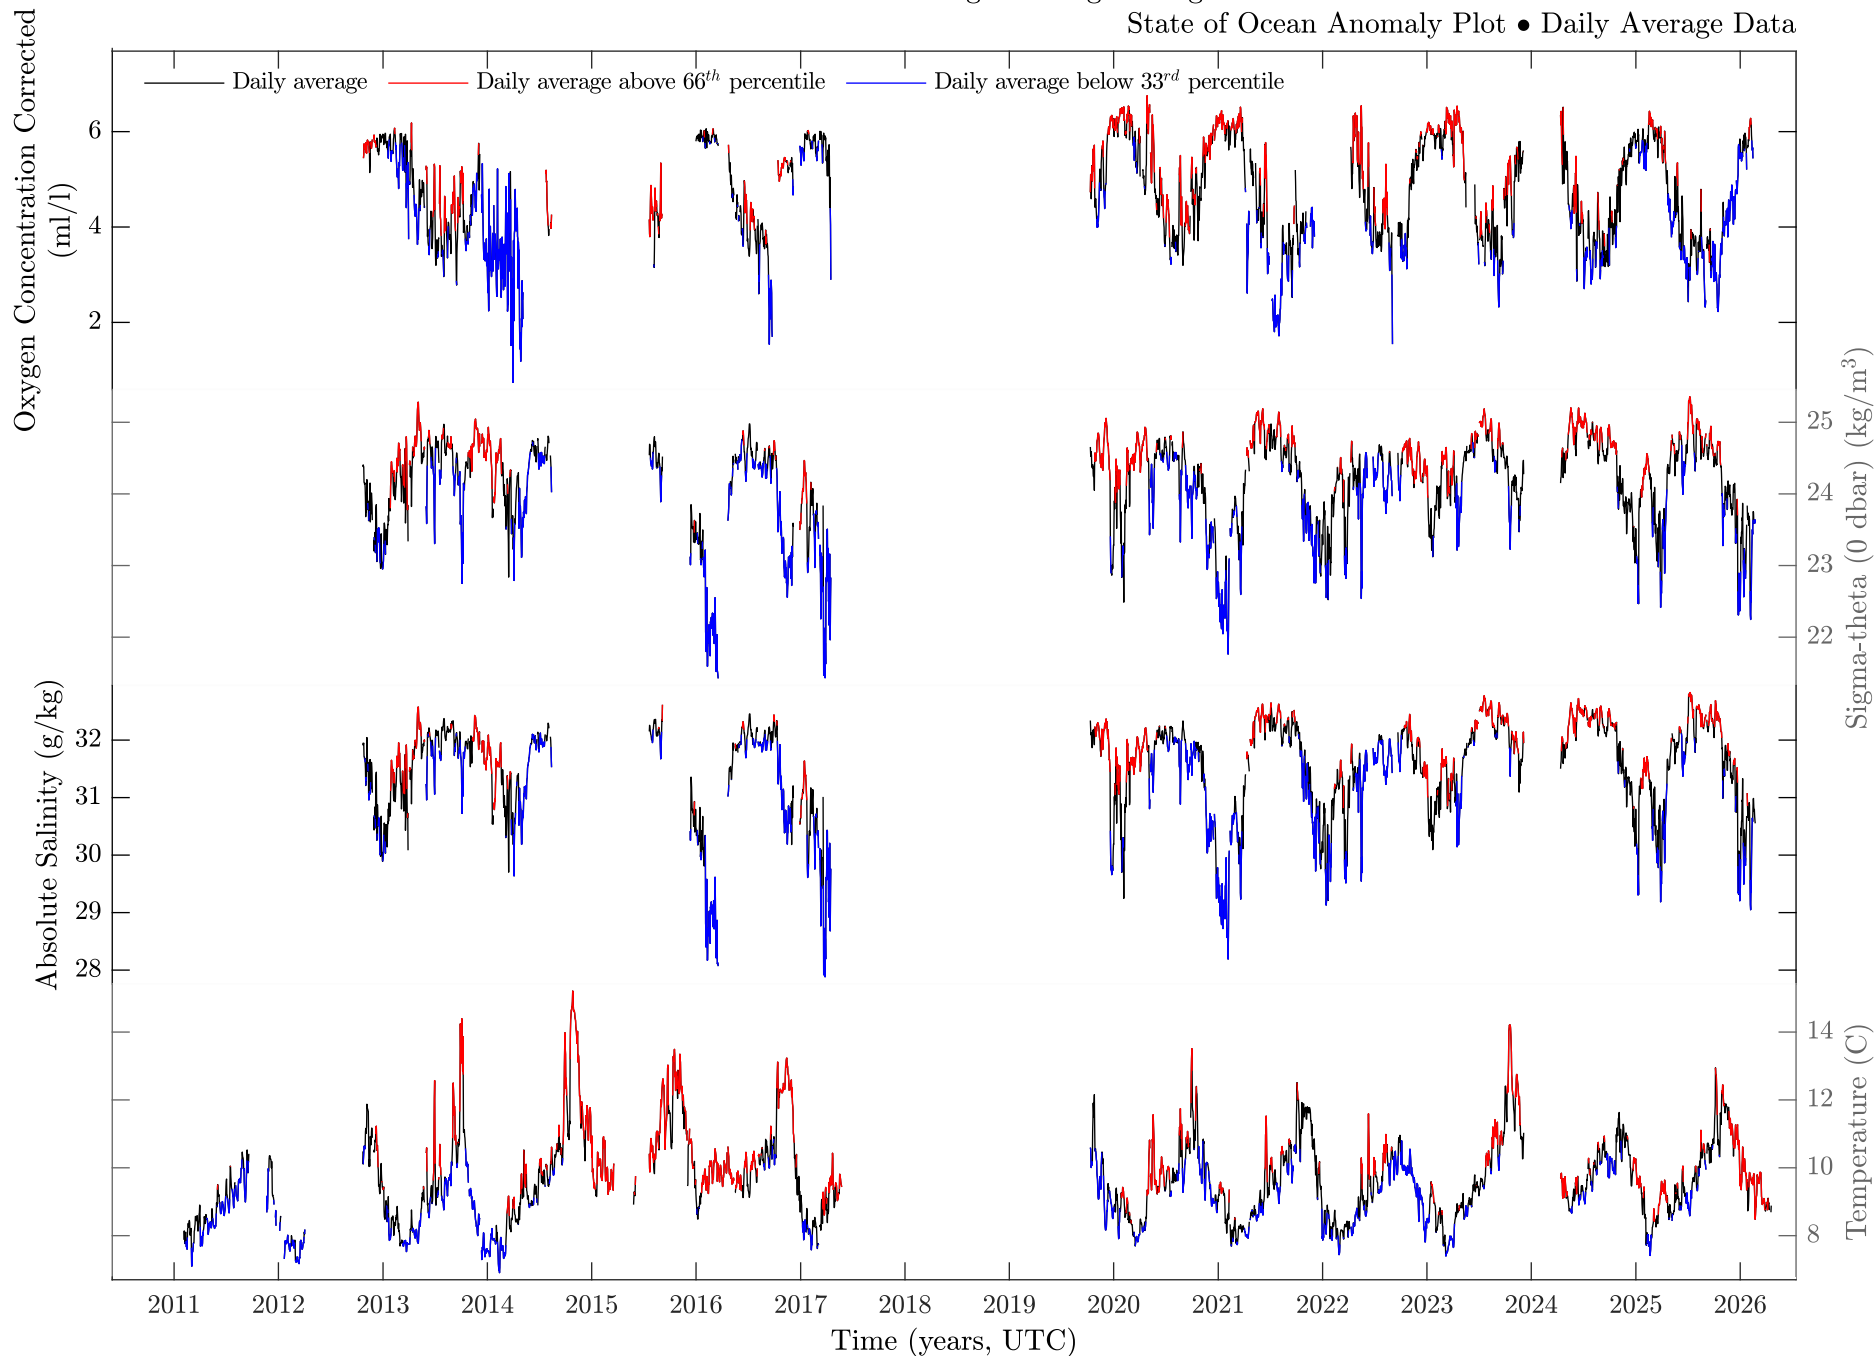 State of Ocean Anomaly Plot • Daily Average Data
Daily average
Daily average above 66th percentile
Daily average below 33rd percentile
Oxygen Concentration Corrected
(ml/l)
6
4
2
Sigma-theta (0 dbar) (kg/m3)
25
24
23
22
Absolute Salinity (g/kg)
32
31
30
29
28
Temperature (C)
14
12
10
8
2011 2012 2013 2014 2015 2016 2017 2018 2019 2020 2021 2022 2023 2024 2025 2026
Time (years, UTC)